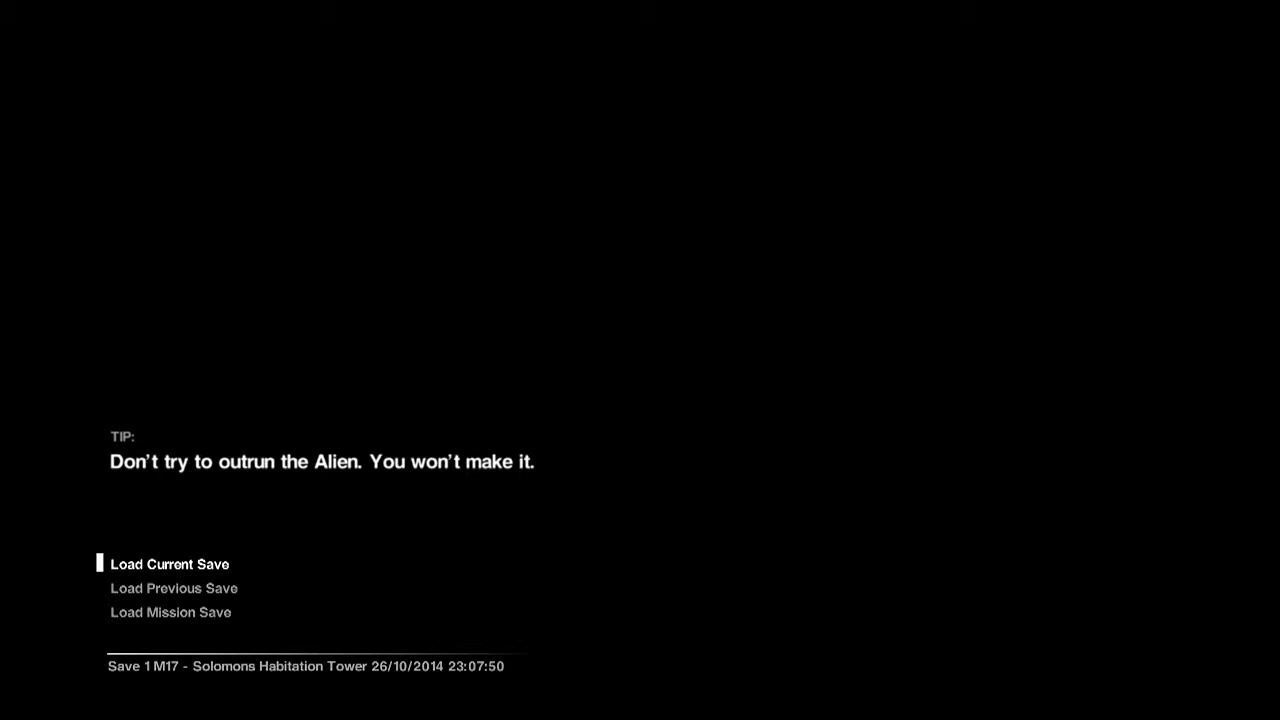 TIP:
Don't try to outrun the Alien. You won't make it.
Load Current Save
Load Previous Save
Load Mission Save
Save 1 M17 - Solomons Habitation Tower 26/10/2014 23:07:50